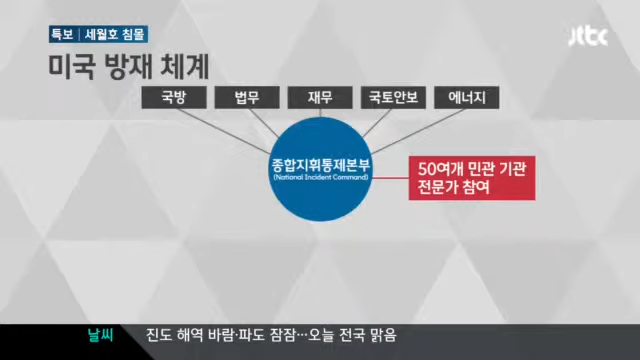 특보 | 세월호 침몰
jtbc
미국 방재 체계
국방 법무 재무 국토안보 에너지
종합지휘통제본부
(National Incident Command)
50여개 민관 기관
전문가 참여
날씨 진도 해역 바람·파도 잠잠…오늘 전국 맑음